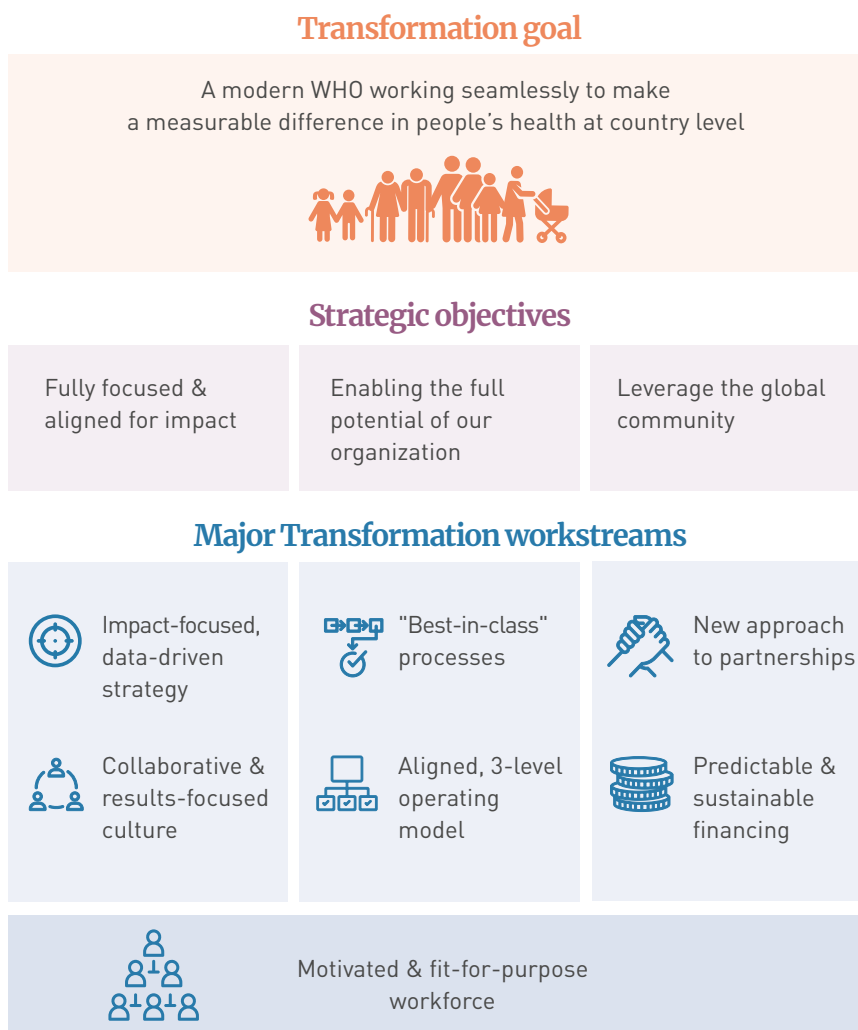 Transformation goal
A modern WHO working seamlessly to make
a measurable difference in people’s health at country level
Strategic objectives
Fully focused &
aligned for impact
Enabling the full
potential of our
organization
Leverage the global
community
Major Transformation workstreams
Impact-focused,
data-driven
strategy
"Best-in-class"
processes
New approach
to partnerships
Collaborative &
results-focused
culture
Aligned, 3-level
operating
model
Predictable &
sustainable
financing
Motivated & fit-for-purpose
workforce